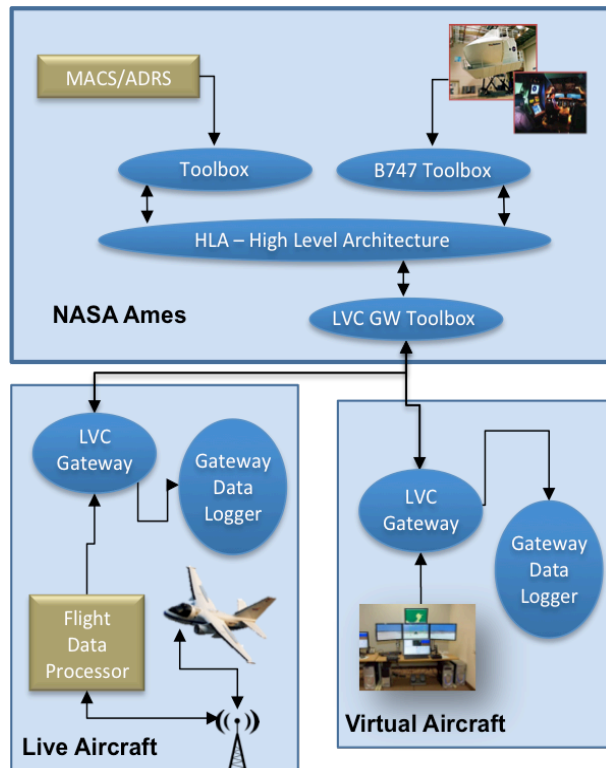 MACS/ADRS
Toolbox
B747 Toolbox
HLA – High Level Architecture
NASA Ames
LVC GW Toolbox
LVC
Gateway
Gateway
Data
Logger
Flight
Data
Processor
Live Aircraft
LVC
Gateway
Gateway
Data
Logger
Virtual Aircraft